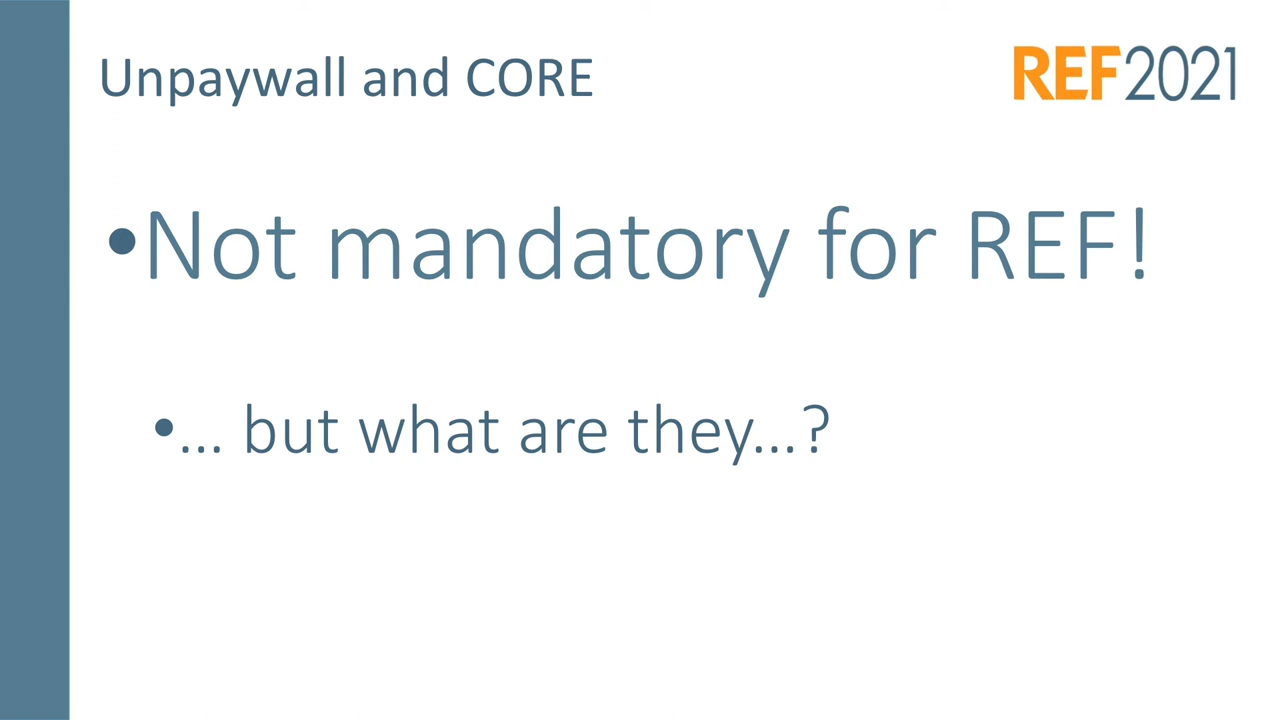 Unpaywall and CORE
REF2021
•Not mandatory for REF!
•... but what are they...?